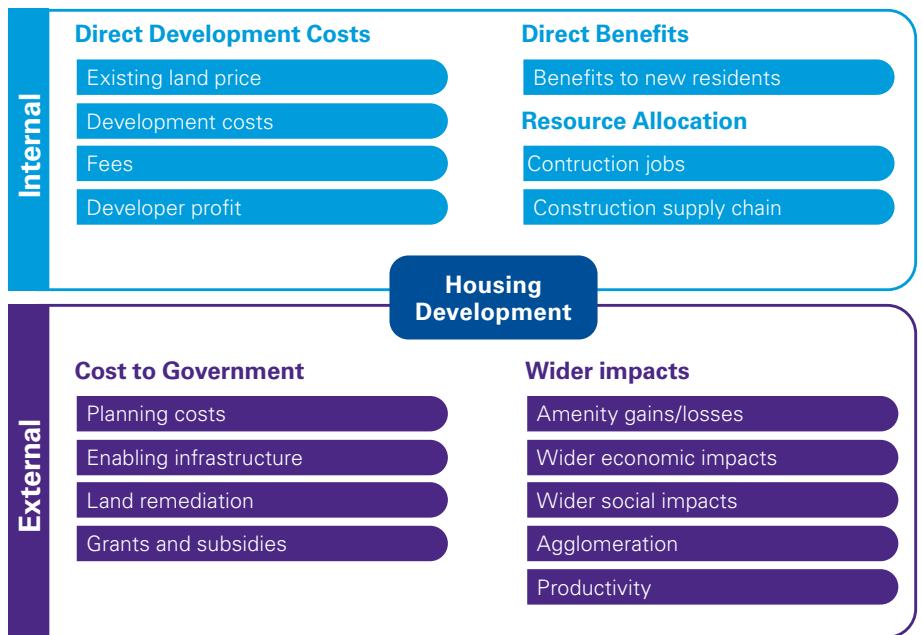 Internal
Direct Development Costs
Existing land price
Development costs
Fees
Developer profit
Direct Benefits
Benefits to new residents
Resource Allocation
Contruction jobs
Construction supply chain
Housing
Development
External
Cost to Government
Planning costs
Enabling infrastructure
Land remediation
Grants and subsidies
Wider impacts
Amenity gains/losses
Wider economic impacts
Wider social impacts
Agglomeration
Productivity